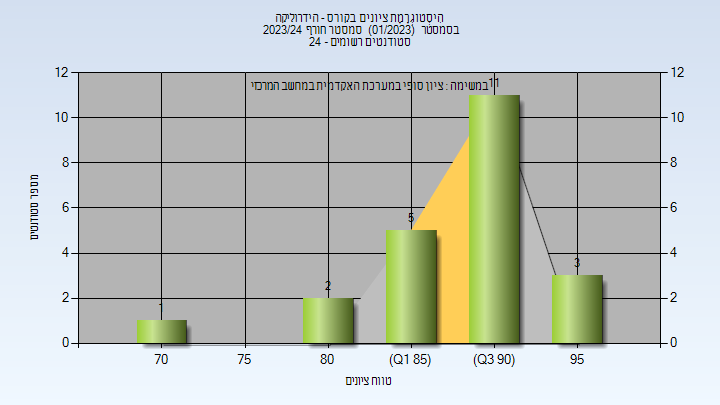 היסטוגרמת ציונים בקורס - הידרוליקה
בסמסטר (01/2023) סמסטר חורף 2023/24
סטודנטים רשומים - 24
במשימה : ציון סופי במערכת האקדמית במחשב המרכזי
12 12
10 10
8 8
6 6
4 4
2 2
0 0
מספר סטודנטים
1 2 5 11 3
70 75 80 (Q1 85) (Q3 90) 95
טווח ציונים